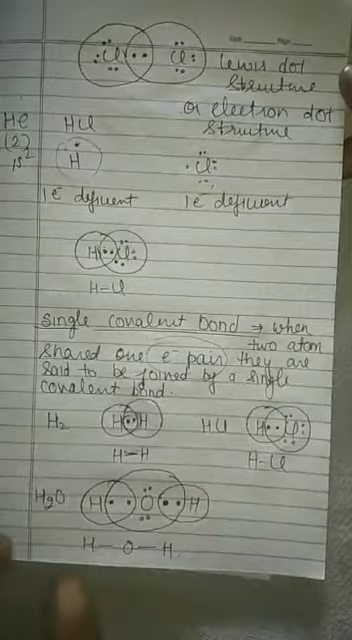 Date Page
:Cl •• Cl: Lewis dot
structure
or electron dot
structure
He HCl
(2) H •Cl:
1s²
1e⁻ deficient 1e⁻ deficient
H •• Cl:
H-Cl
Single covalent bond → when
two atom
shared one e⁻ pair they are
said to be joined by a single
covalent bond.
H₂ H••H HCl H••Cl:
H-H H-Cl
H₂O H •• O •• H
H-O-H